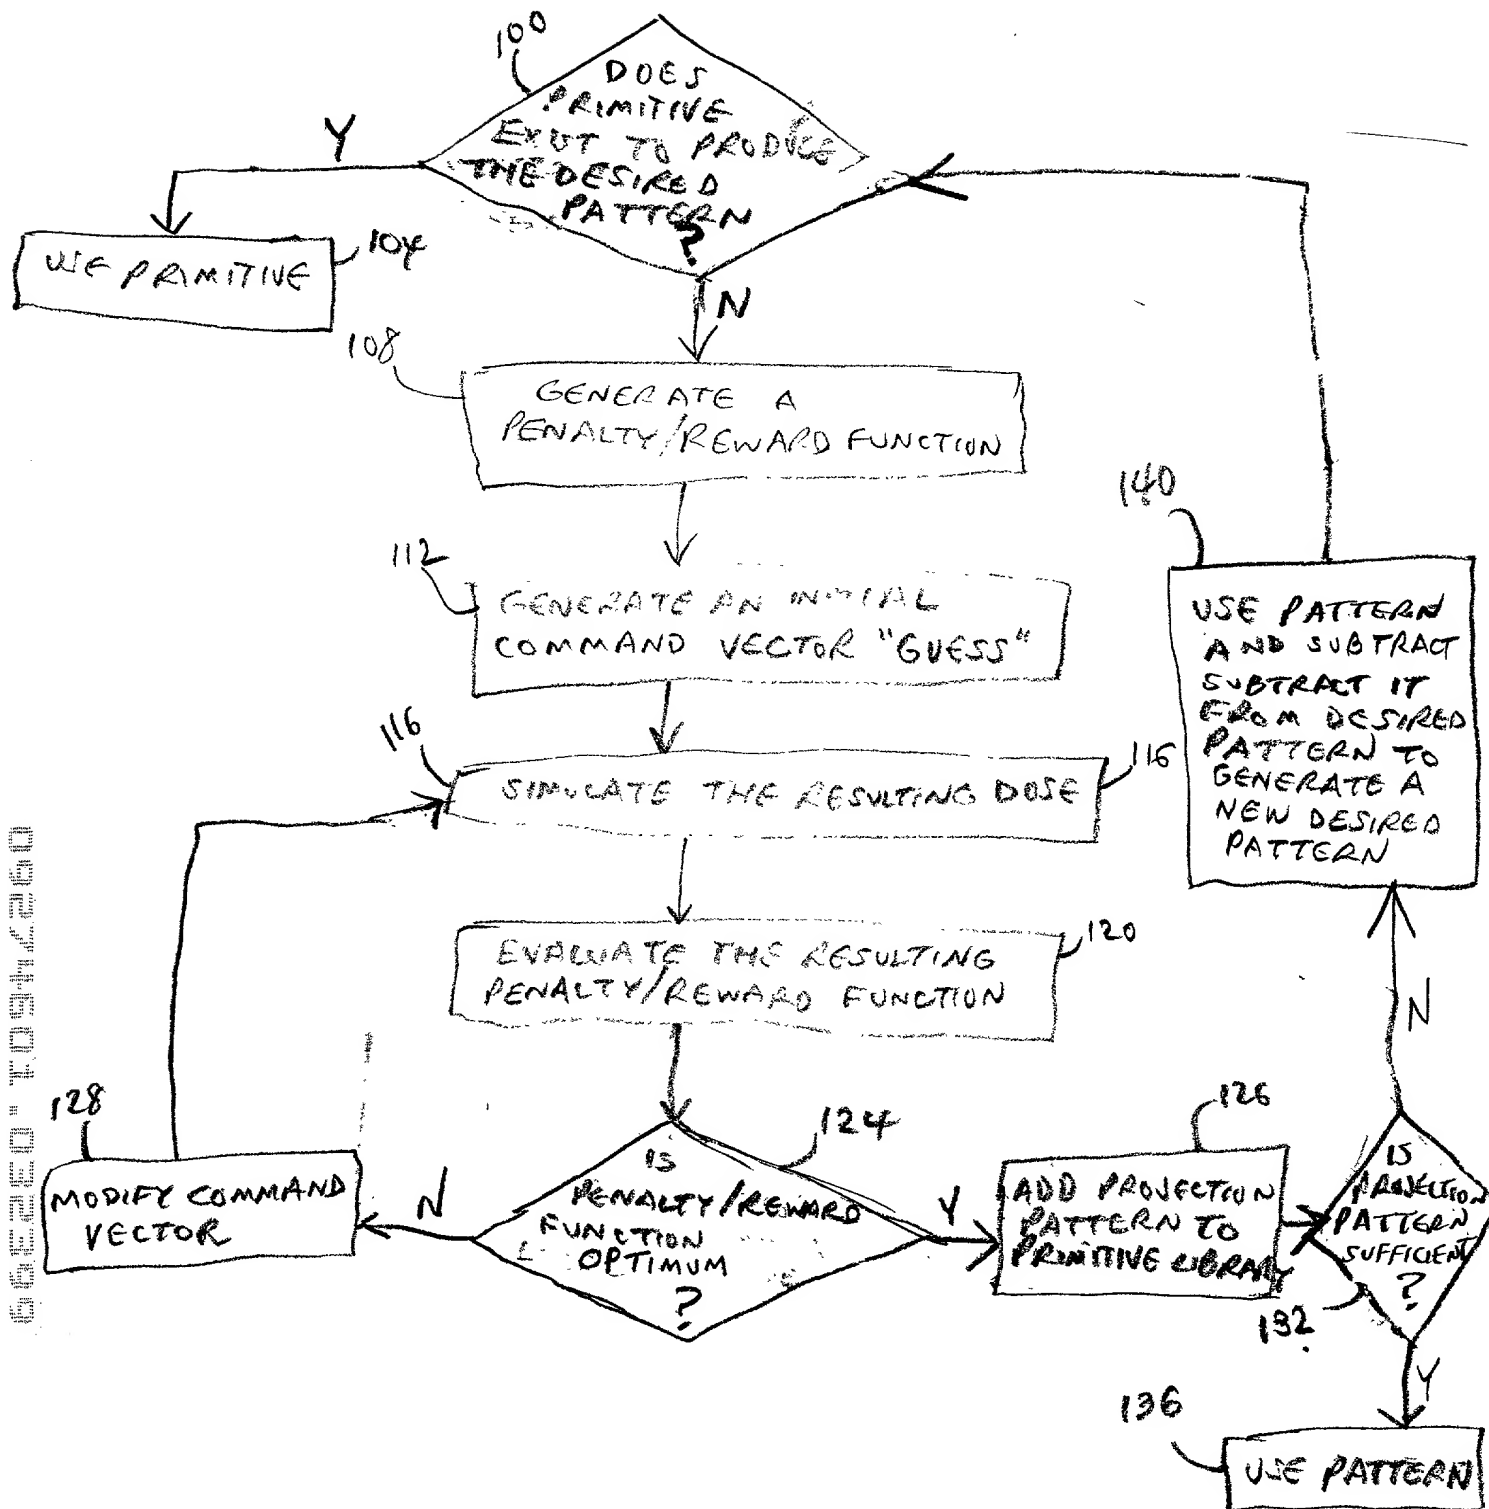 100
DOES
PRIMITIVE
EXIST TO PRODUCE
THE DESIRED
PATTERN
?
Y
N
USE PRIMITIVE
104
108
GENERATE A
PENALTY/REWARD FUNCTION
112
GENERATE AN INITIAL
COMMAND VECTOR "GUESS"
116
SIMULATE THE RESULTING DOSE
116
EVALUATE THE RESULTING
PENALTY/REWARD FUNCTION
120
124
IS
PENALTY/REWARD
FUNCTION
OPTIMUM
?
N
Y
128
MODIFY COMMAND
VECTOR
126
ADD PROJECTION
PATTERN TO
PRIMITIVE LIBRARY
IS
PROJECTION
PATTERN
SUFFICIENT
?
132
N
Y
140
USE PATTERN
AND SUBTRACT
SUBTRACT IT
FROM DESIRED
PATTERN TO
GENERATE A
NEW DESIRED
PATTERN
136
USE PATTERN
09274601.032399